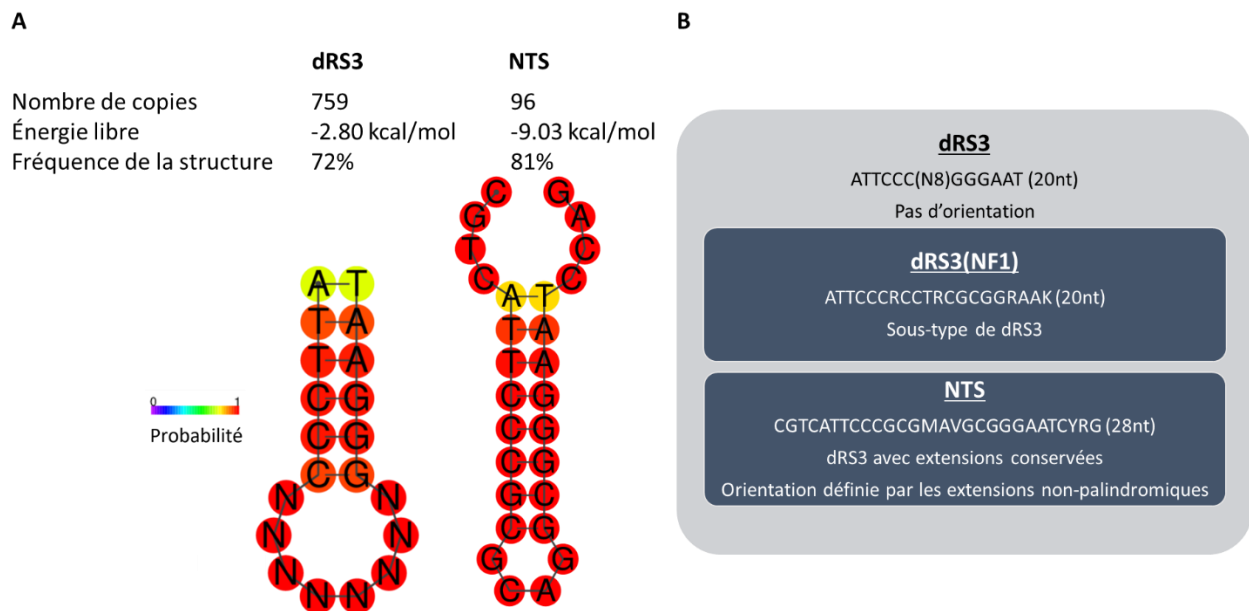 A
dRS3 NTS
Nombre de copies 759 96
Énergie libre -2.80 kcal/mol -9.03 kcal/mol
Fréquence de la structure 72% 81%
A T
T A
T A
C G
C G
C G
N N
N N
N N
N N
C G
G A
T C
C C
A T
T A
T A
C G
C G
C G
G C
C G
G G
C A
0 1
Probabilité
B
dRS3
ATTCCC(N8)GGGAAT (20nt)
Pas d'orientation
dRS3(NF1)
ATTCCCRCCTRCGCGGRAAK (20nt)
Sous-type de dRS3
NTS
CGTCATTCCCGCGMAVGCGGGAATCYRG (28nt)
dRS3 avec extensions conservées
Orientation définie par les extensions non-palindromiques